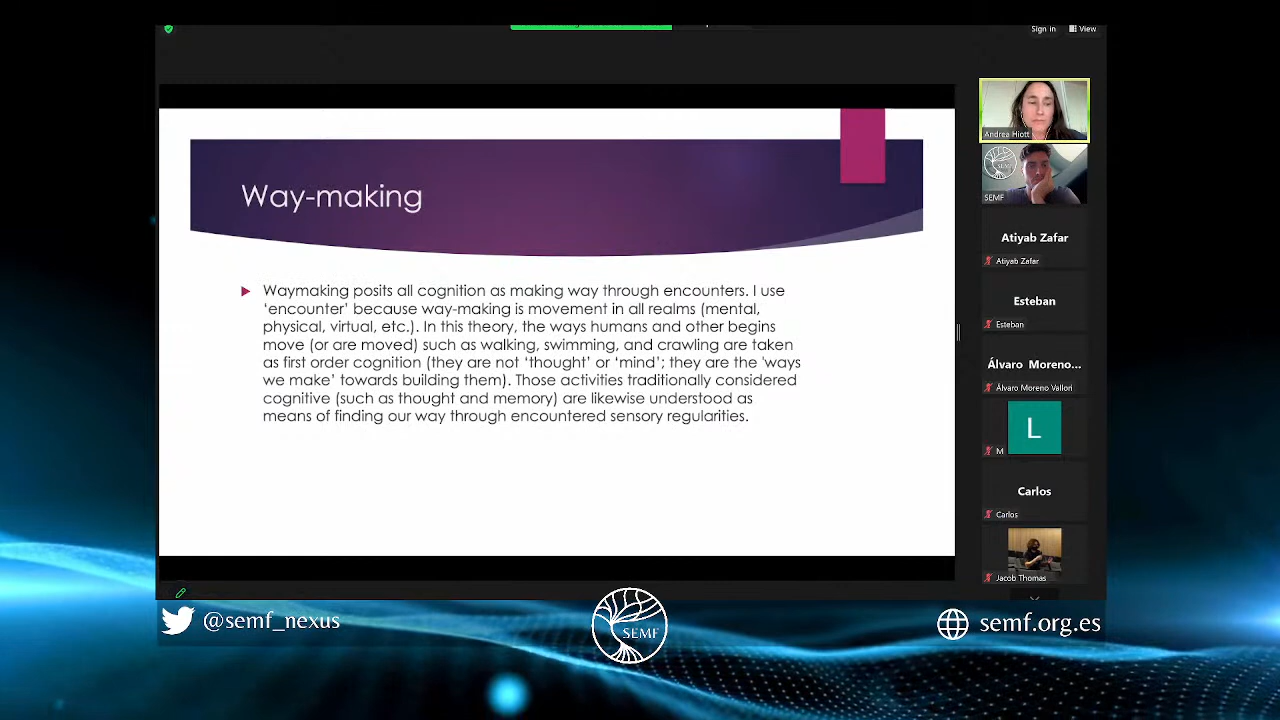 Sign in
View
Andrea Hiott
SEMF
SEMF
Way-making
Waymaking posits all cognition as making way through encounters. I use
‘encounter’ because way-making is movement in all realms (mental,
physical, virtual, etc.). In this theory, the ways humans and other begins
move (or are moved) such as walking, swimming, and crawling are taken
as first order cognition (they are not ‘thought’ or ‘mind’; they are the 'ways
we make’ towards building them). Those activities traditionally considered
cognitive (such as thought and memory) are likewise understood as
means of finding our way through encountered sensory regularities.
Atiyab Zafar
Atiyab Zafar
Esteban
Esteban
Álvaro Moreno...
Álvaro Moreno Vallori
L
M
Carlos
Carlos
Jacob Thomas
@semf_nexus
SEMF
semf.org.es